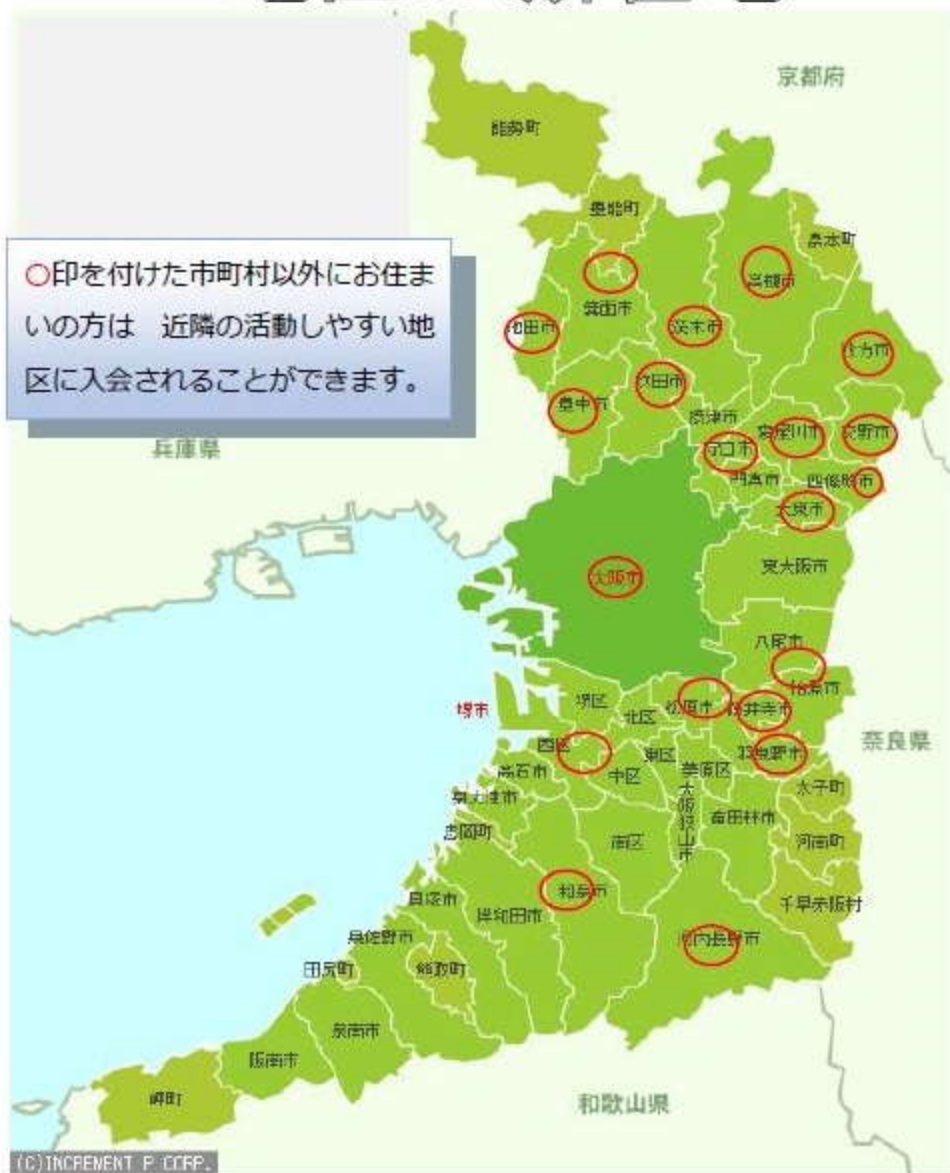 京都府
能勢町
豊能町
島本町
○印を付けた市町村以外にお住ま
いの方は　近隣の活動しやすい地
区に入会されることができます。
高槻市
箕面市
池田市
茨木市
枚方市
吹田市
豊中市
摂津市
寝屋川市
交野市
守口市
兵庫県
門真市
四條畷市
大東市
東大阪市
大阪市
八尾市
柏原市
堺市
堺区
北区
松原市
藤井寺市
奈良県
西区
東区
羽曳野市
高石市
中区
美原区
太子町
泉大津市
大阪狭山市
富田林市
忠岡町
南区
河南町
和泉市
貝塚市
岸和田市
千早赤阪村
泉佐野市
河内長野市
田尻町
熊取町
泉南市
阪南市
岬町
和歌山県
(C)INCREMENT P CORP.